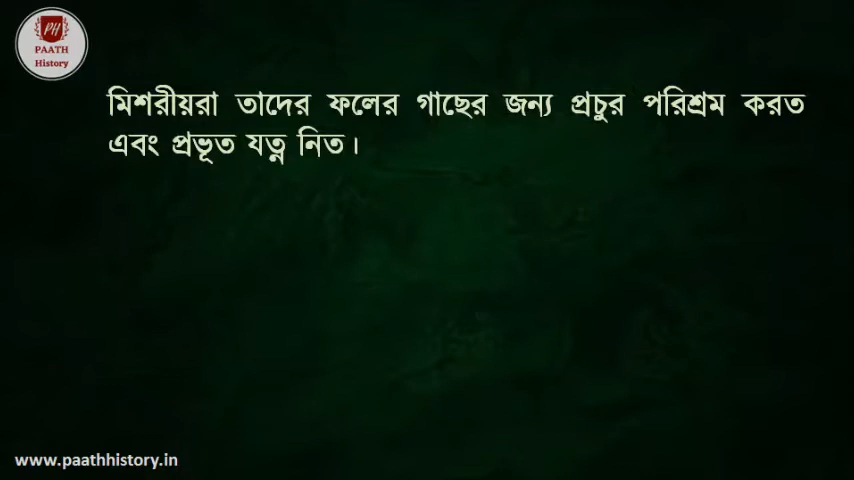 PH
PAATH
History
মিশরীয়রা তাদের ফলের গাছের জন্য প্রচুর পরিশ্রম করত
এবং প্রভূত যত্ন নিত।
www.paathhistory.in